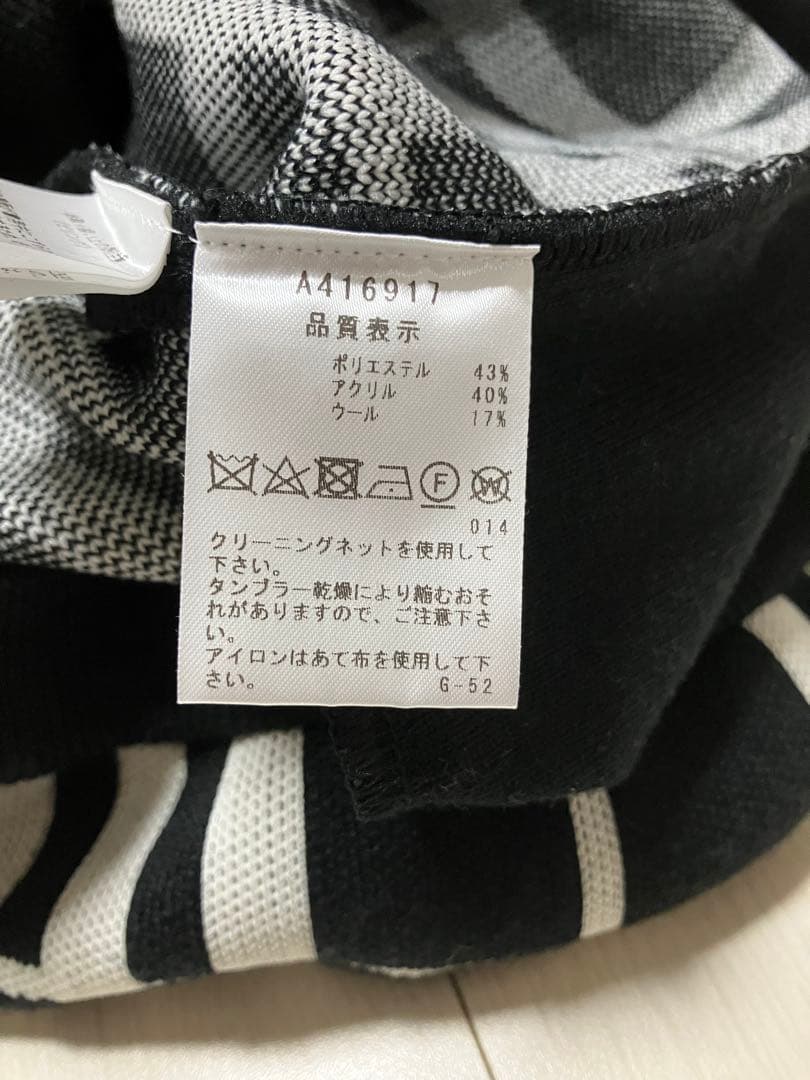 A416917
品質表示
ポリエステル 43%
アクリル 40%
ウール 17%
F
W
014
クリーニングネットを使用して
下さい。
タンブラー乾燥により縮むおそ
れがありますので、ご注意下さ
い。
アイロンはあて布を使用して下
さい。 G-52